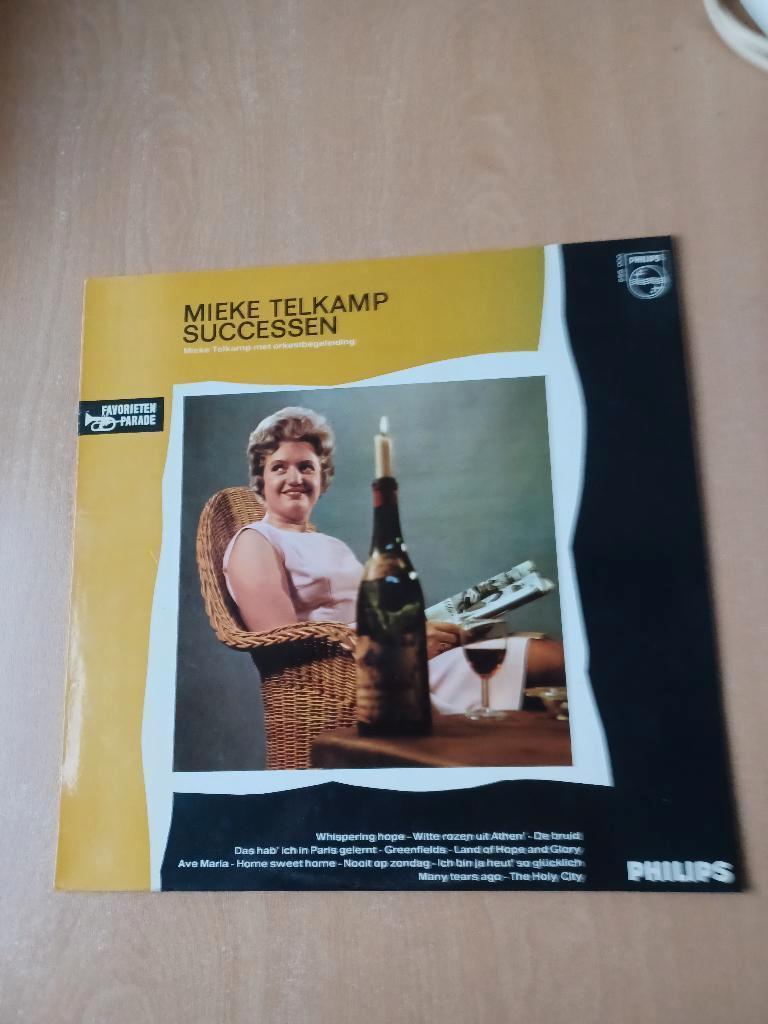 PHILIPS
MIEKE TELKAMP
SUCCESSEN
Mieke Telkamp met orkestbegeleiding
FAVORIETEN
PARADE
Whispering hope - Witte rozen uit Athen' - De bruid
Das hab' ich in Paris gelernt - Greenfields - Land of Hope and Glory
Ave Maria - Home sweet home - Nooit op zondag - Ich bin ja heut' so glücklich
Many tears ago - The Holy City
PHILIPS